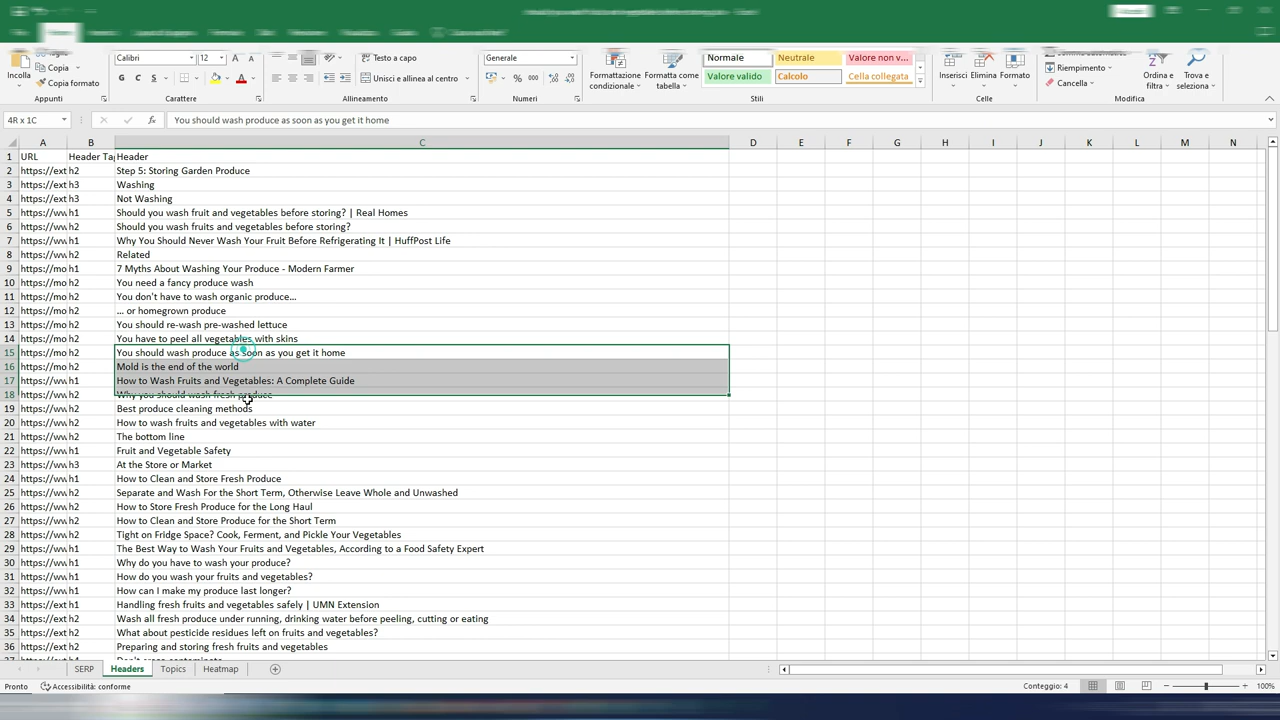 Incolla
Copia
Copia formato
Appunti
Calibri 12
G C S
Carattere
Testo a capo
Unisci e allinea al centro
Allineamento
Generale
% 000
Numeri
Formattazione condizionale
Formatta come tabella
Normale Neutrale Valore non v...
Valore valido Calcolo Cella collegata
Stili
Inserisci Elimina Formato
Celle
Riempimento
Cancella
Ordina e filtra
Trova e seleziona
Modifica
4R x 1C fx You should wash produce as soon as you get it home
A B C D E F G H I J K L M N
1 URL Header Ta Header
2 https://ext h2 Step 5: Storing Garden Produce
3 https://ext h3 Washing
4 https://ext h3 Not Washing
5 https://ww h1 Should you wash fruit and vegetables before storing? | Real Homes
6 https://ww h2 Should you wash fruits and vegetables before storing?
7 https://ww h1 Why You Should Never Wash Your Fruit Before Refrigerating It | HuffPost Life
8 https://ww h2 Related
9 https://mo h1 7 Myths About Washing Your Produce - Modern Farmer
10 https://mo h2 You need a fancy produce wash
11 https://mo h2 You don't have to wash organic produce…
12 https://mo h2 … or homegrown produce
13 https://mo h2 You should re-wash pre-washed lettuce
14 https://mo h2 You have to peel all vegetables with skins
15 https://mo h2 You should wash produce as soon as you get it home
16 https://mo h2 Mold is the end of the world
17 https://ww h1 How to Wash Fruits and Vegetables: A Complete Guide
18 https://ww h2 Why you should wash fresh produce
19 https://ww h2 Best produce cleaning methods
20 https://ww h2 How to wash fruits and vegetables with water
21 https://ww h2 The bottom line
22 https://ww h1 Fruit and Vegetable Safety
23 https://ww h3 At the Store or Market
24 https://ww h1 How to Clean and Store Fresh Produce
25 https://ww h2 Separate and Wash For the Short Term, Otherwise Leave Whole and Unwashed
26 https://ww h2 How to Store Fresh Produce for the Long Haul
27 https://ww h2 How to Clean and Store Produce for the Short Term
28 https://ww h2 Tight on Fridge Space? Cook, Ferment, and Pickle Your Vegetables
29 https://ww h1 The Best Way to Wash Your Fruits and Vegetables, According to a Food Safety Expert
30 https://ww h1 Why do you have to wash your produce?
31 https://ww h1 How do you wash your fruits and vegetables?
32 https://ww h1 How can I make my produce last longer?
33 https://ext h1 Handling fresh fruits and vegetables safely | UMN Extension
34 https://ext h2 Wash all fresh produce under running, drinking water before peeling, cutting or eating
35 https://ext h2 What about pesticide residues left on fruits and vegetables?
36 https://ext h2 Preparing and storing fresh fruits and vegetables
SERP Headers Topics Heatmap
Pronto Accessibilità: conforme Conteggio: 4 100%